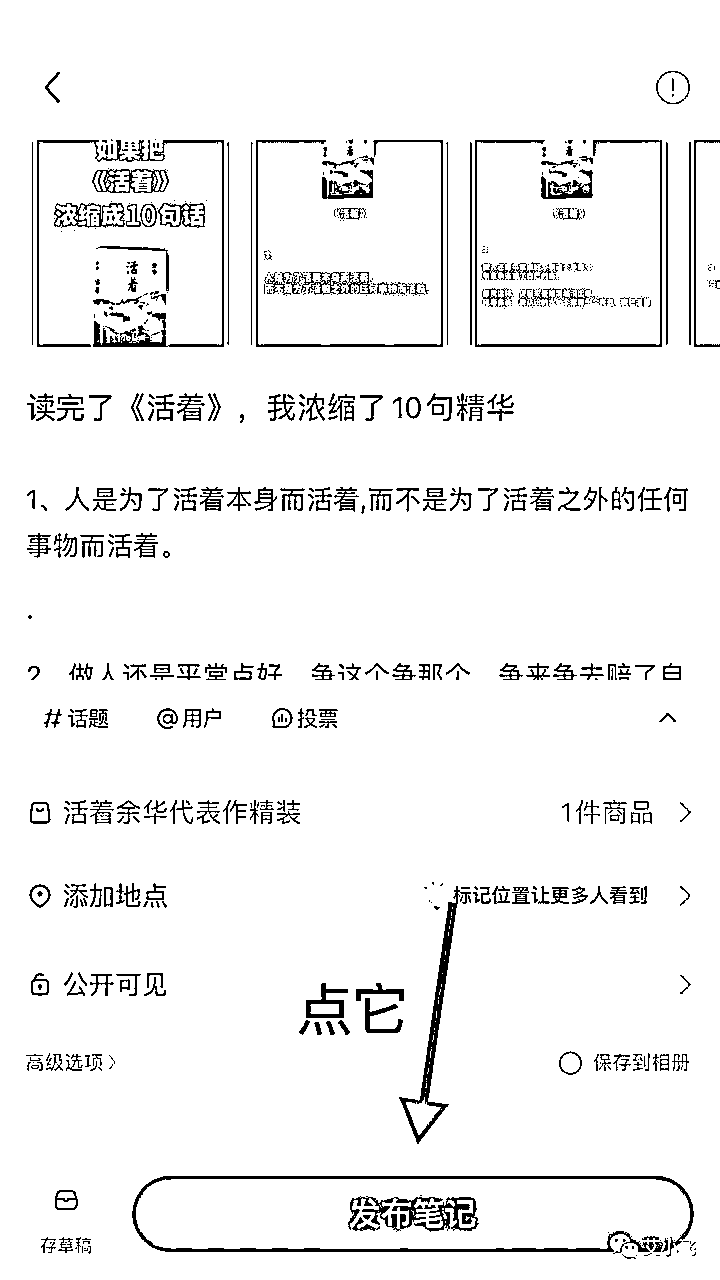 如果把
《活着》
浓缩成10句话
活着
《活着》
《活着》
读完了《活着》，我浓缩了10句精华
1、人是为了活着本身而活着,而不是为了活着之外的任何
事物而活着。
.
2、做人还是平常点好，争这个争那个，争来争去赔了自
# 话题
@用户
投票
活着余华代表作精装
1件商品
添加地点
标记位置让更多人看到
公开可见
点它
高级选项
保存到相册
存草稿
发布笔记